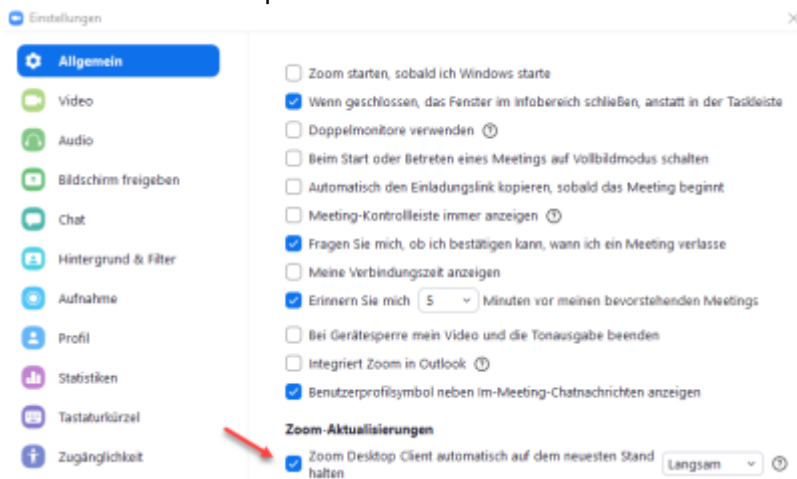 Einstellungen
Allgemein
Video
Audio
Bildschirm freigeben
Chat
Hintergrund & Filter
Aufnahme
Profil
Statistiken
Tastaturkürzel
Zugänglichkeit
Zoom starten, sobald ich Windows starte
Wenn geschlossen, das Fenster im Infobereich schließen, anstatt in der Taskleiste
Doppelmonitore verwenden
Beim Start oder Betreten eines Meetings auf Vollbildmodus schalten
Automatisch den Einladungslink kopieren, sobald das Meeting beginnt
Meeting-Kontrollleiste immer anzeigen
Fragen Sie mich, ob ich bestätigen kann, wann ich ein Meeting verlasse
Meine Verbindungszeit anzeigen
Erinnern Sie mich 5 Minuten vor meinen bevorstehenden Meetings
Bei Gerätesperre mein Video und die Tonausgabe beenden
Integriert Zoom in Outlook
Benutzerprofilsymbol neben Im-Meeting-Chatnachrichten anzeigen
Zoom-Aktualisierungen
Zoom Desktop Client automatisch auf dem neuesten Stand halten Langsam